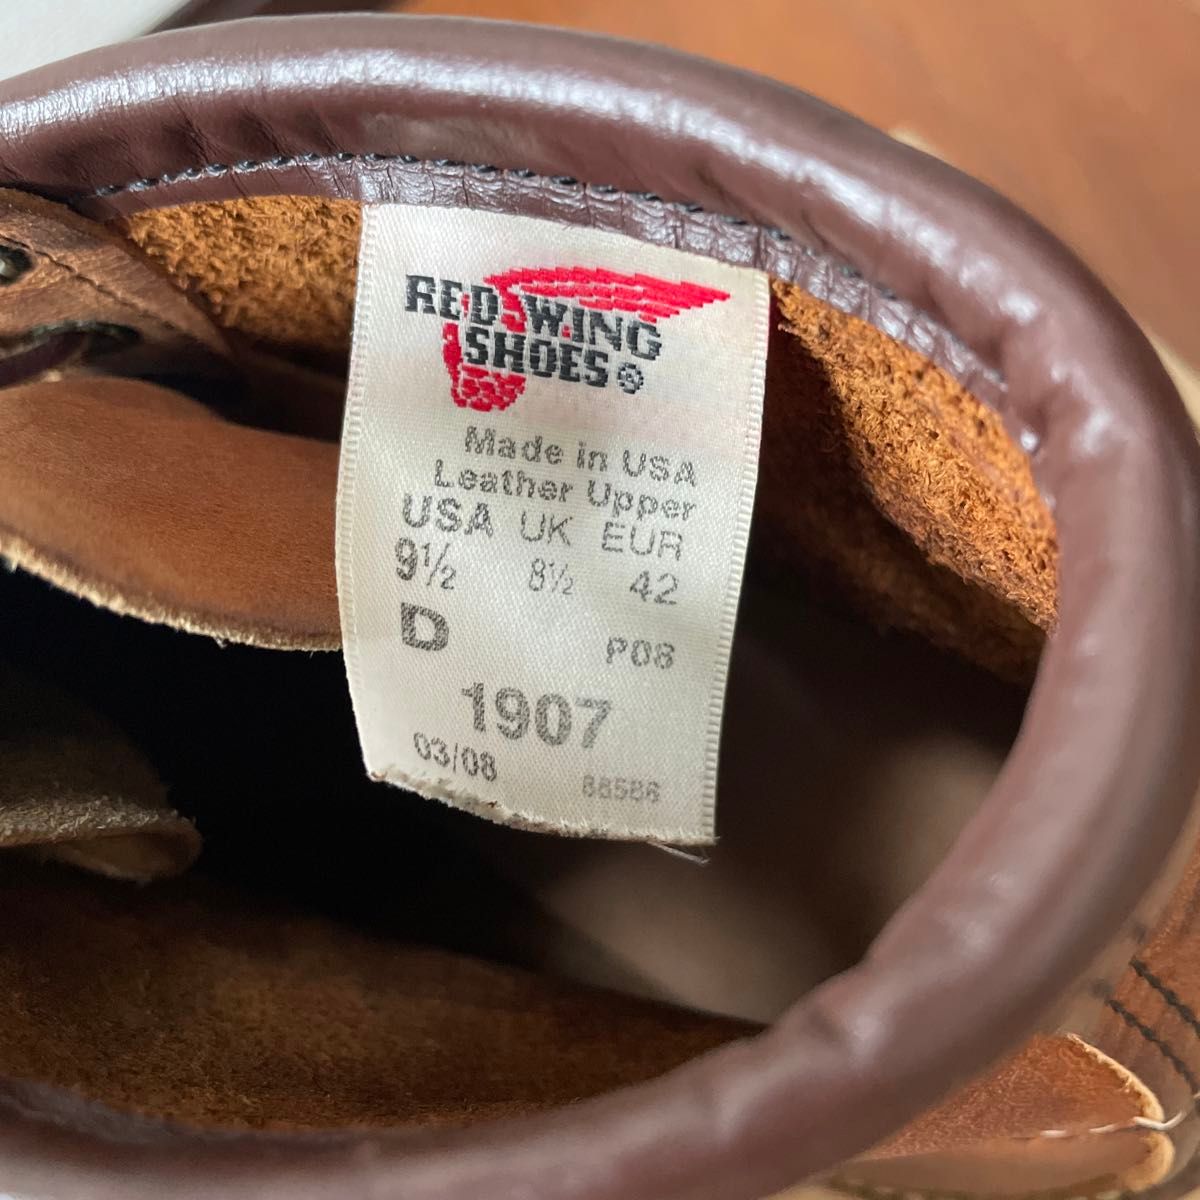 RED WING
SHOES ®
Made in USA
Leather Upper
USA UK EUR
9½ 8½ 42
D P08
1907
03/08 88586